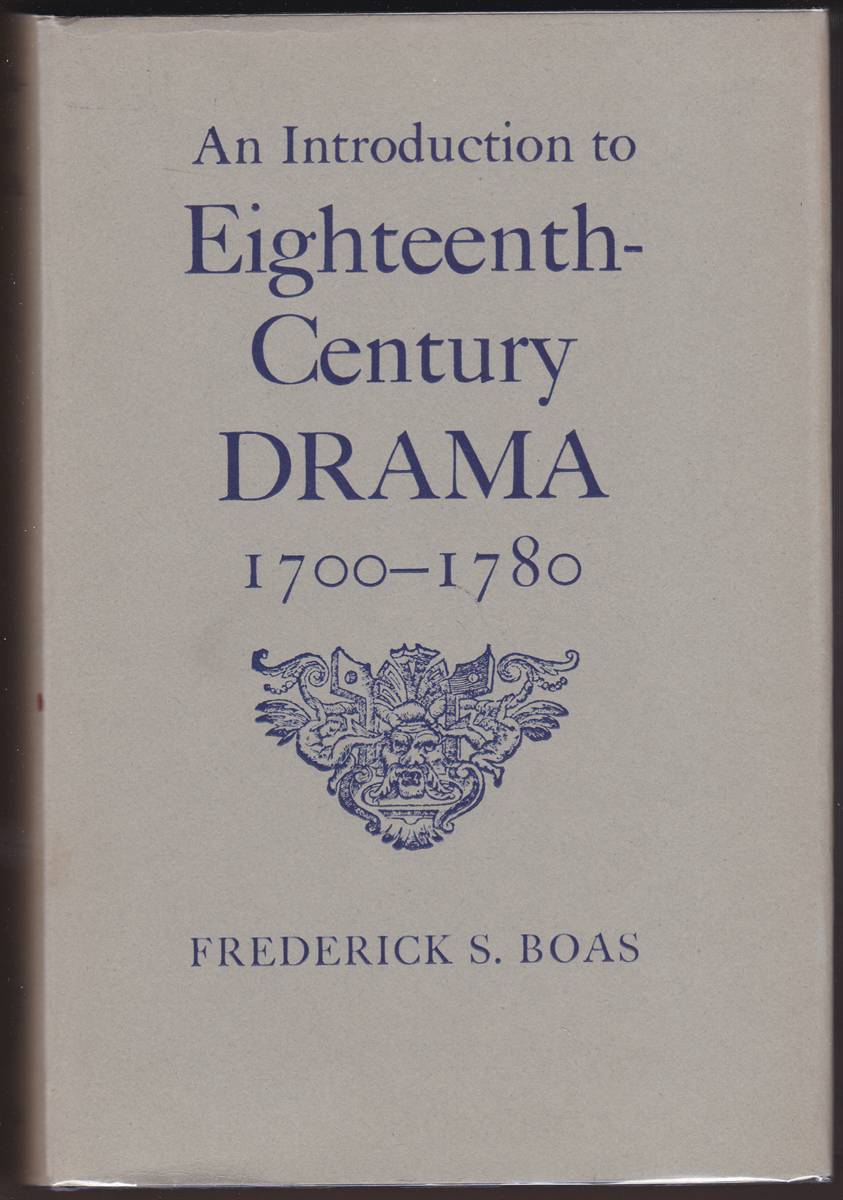 An Introduction to
Eighteenth-
Century
DRAMA
1700–1780
FREDERICK S. BOAS